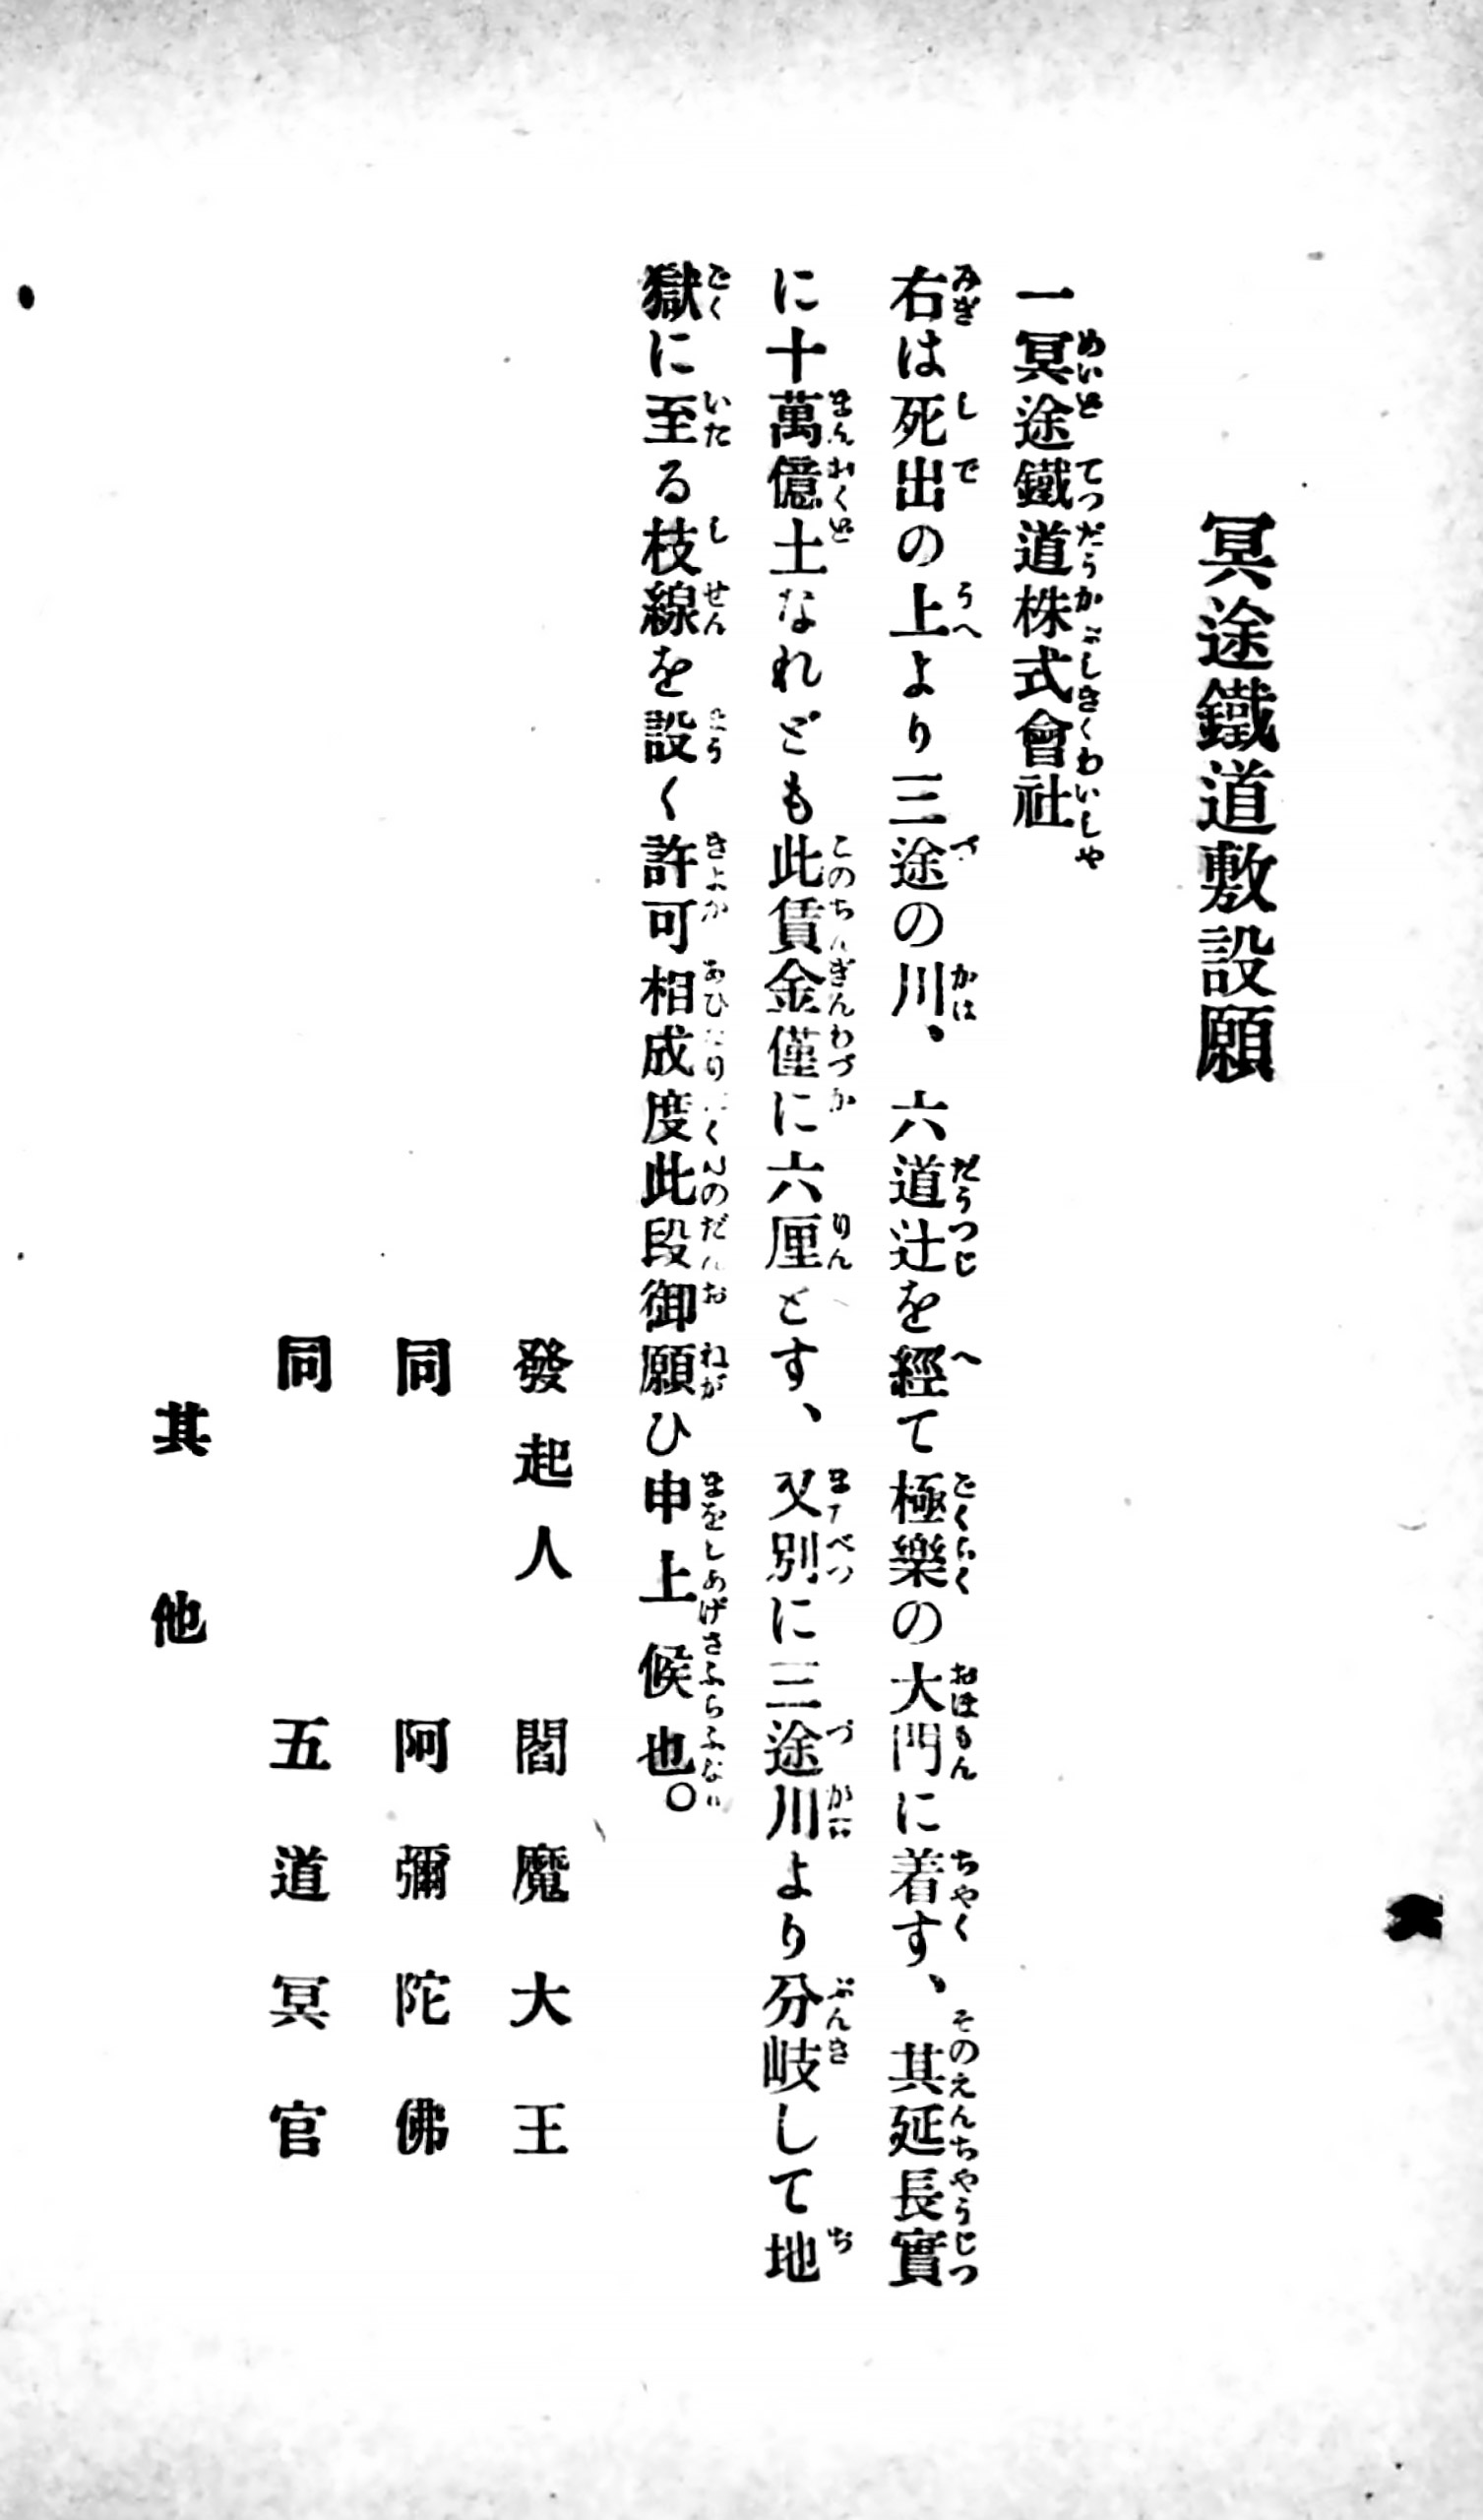 冥途鐵道敷設願
一冥途鐵道株式會社
右は死出の上より三途の川、六道辻を經て極樂の大門に着す、其延長實
に十萬億土なれども此賃金僅に六厘とす、又別に三途川より分岐して地
獄に至る枝線を設く許可相成度此段御願ひ申上候也。
發起人 閻魔大王
同 阿彌陀佛
同 五道冥官
其他